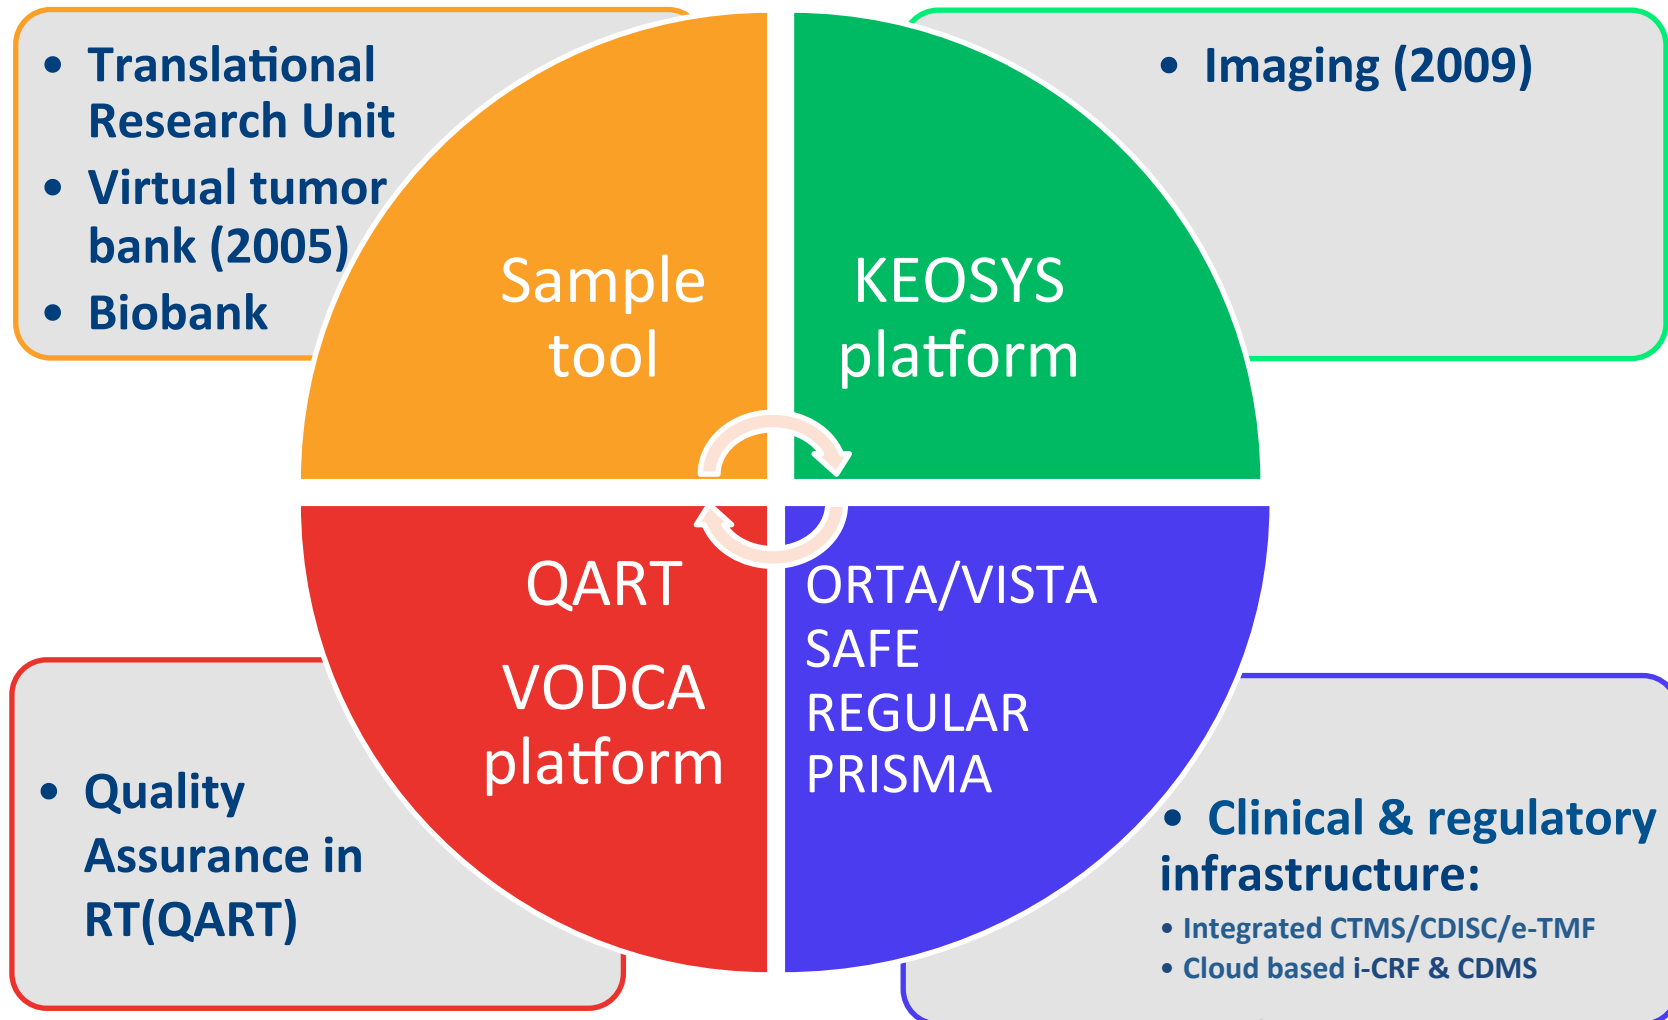 • Translational
Research Unit
• Virtual tumor
bank (2005)
• Biobank
Sample
tool
KEOSYS
platform
• Imaging (2009)
QART
VODCA
platform
ORTA/VISTA
SAFE
REGULAR
PRISMA
• Quality
Assurance in
RT(QART)
• Clinical & regulatory
infrastructure:
• Integrated CTMS/CDISC/e-TMF
• Cloud based i-CRF & CDMS